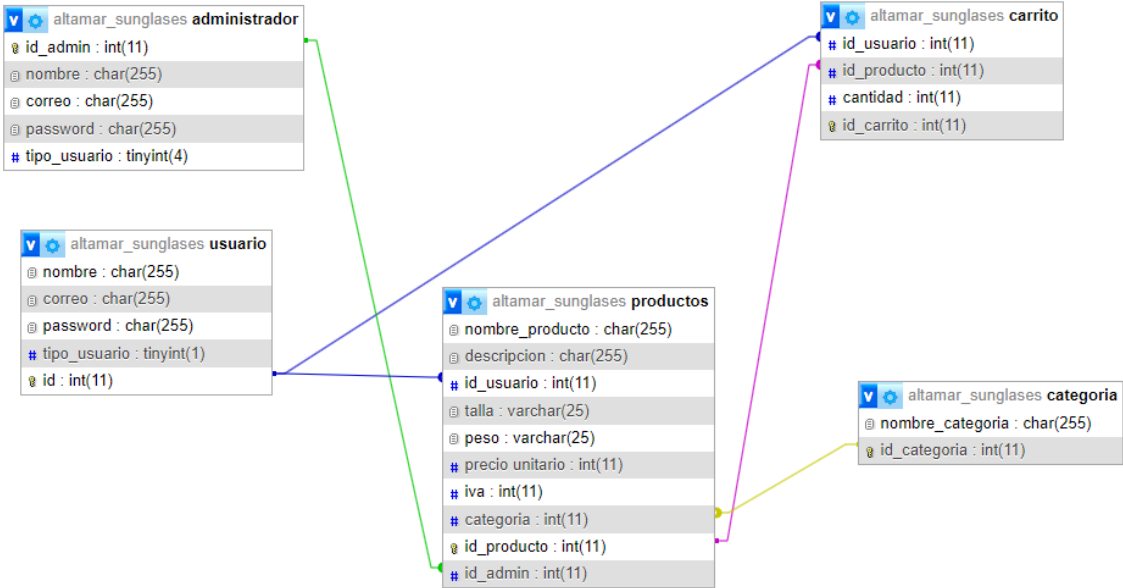 altamar_sunglases administrador
id_admin : int(11)
nombre : char(255)
correo : char(255)
password : char(255)
tipo_usuario : tinyint(4)
altamar_sunglases carrito
id_usuario : int(11)
id_producto : int(11)
cantidad : int(11)
id_carrito : int(11)
altamar_sunglases usuario
nombre : char(255)
correo : char(255)
password : char(255)
tipo_usuario : tinyint(1)
id : int(11)
altamar_sunglases productos
nombre_producto : char(255)
descripcion : char(255)
id_usuario : int(11)
talla : varchar(25)
peso : varchar(25)
precio unitario : int(11)
iva : int(11)
categoria : int(11)
id_producto : int(11)
id_admin : int(11)
altamar_sunglases categoria
nombre_categoria : char(255)
id_categoria : int(11)